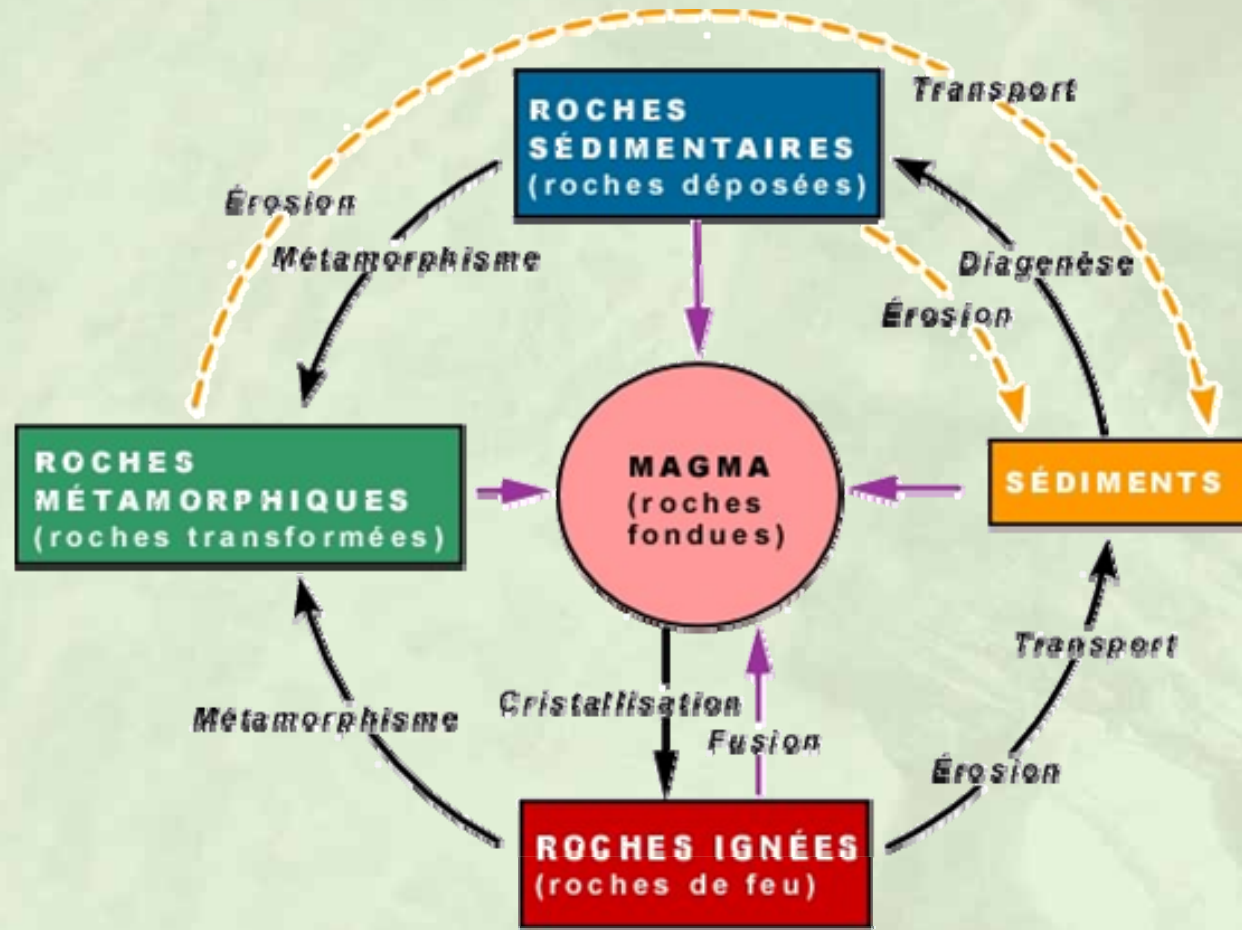 Transport
ROCHES
SÉDIMENTAIRES
(roches déposées)
Érosion
Métamorphisme
Diagenèse
Érosion
ROCHES
MÉTAMORPHIQUES
(roches transformées)
MAGMA
(roches
fondues)
SÉDIMENTS
Transport
Métamorphisme
Cristallisation
Fusion
Érosion
ROCHES IGNÉES
(roches de feu)